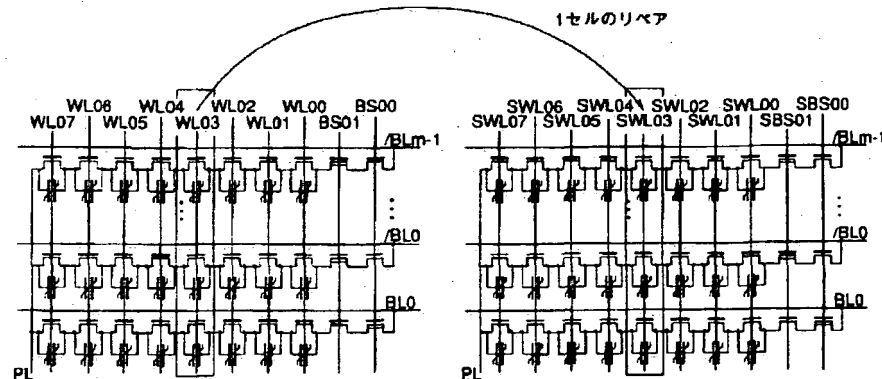 1セルのリペア
WL06 WL04 WL02 WL00 BS00
WL07 WL05 WL03 WL01 BS01
SWL06 SWL04 SWL02 SWL00 SBS00
SWL07 SWL05 SWL03 SWL01 SBS01
/BLm-1
/BLm-1
/BL0
/BL0
BL0
BL0
PL
PL